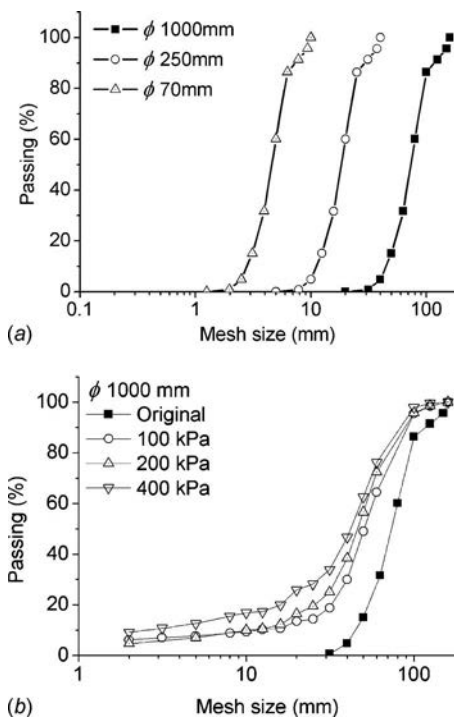 100
80
60
40
20
0
Passing (%)
ϕ 1000mm
ϕ 250mm
ϕ 70mm
0.1 1 10 100
Mesh size (mm)
(a)
ϕ 1000 mm
Original
100 kPa
200 kPa
400 kPa
100
80
60
40
20
0
Passing (%)
1 10 100
Mesh size (mm)
(b)